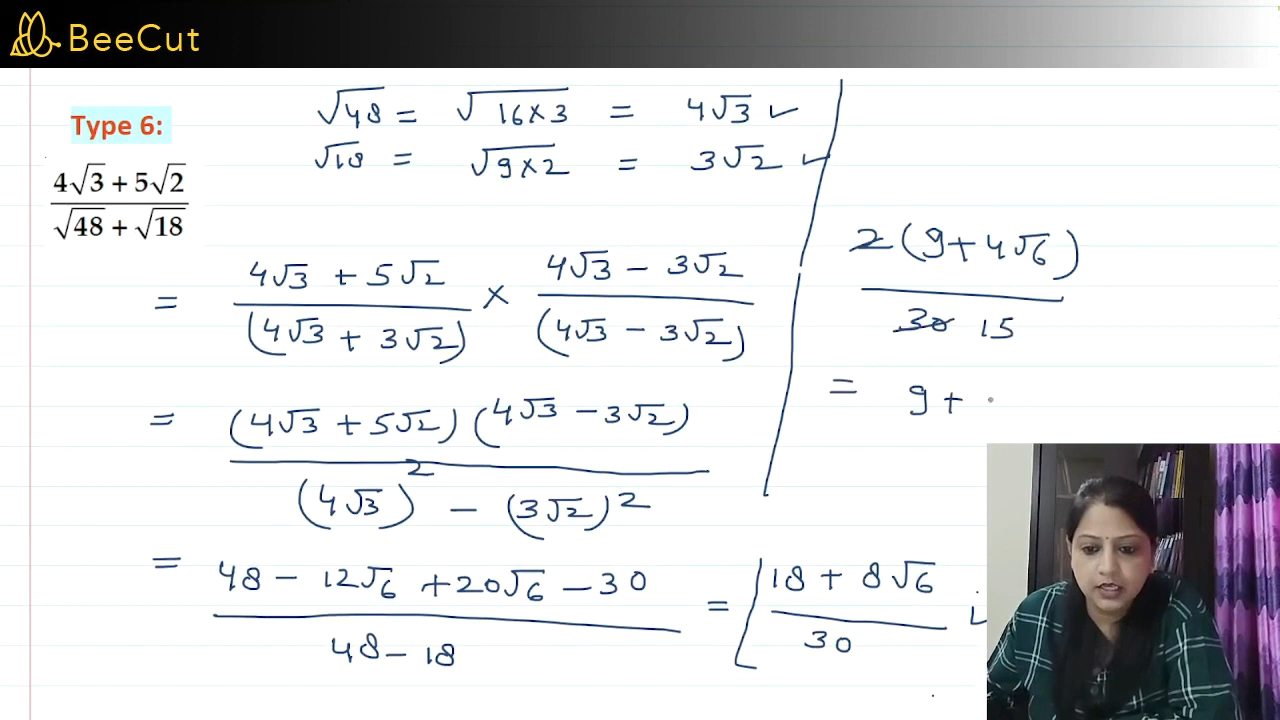 BeeCut
Type 6:
4√3 + 5√2
√48 + √18
√48 = √16×3 = 4√3 ✓
√18 = √9×2 = 3√2 ✓
= 4√3 + 5√2 × 4√3 − 3√2
(4√3 + 3√2) (4√3 − 3√2)
= (4√3 + 5√2) (4√3 − 3√2)
(4√3)² − (3√2)²
= 48 − 12√6 + 20√6 − 30 = 18 + 8√6
48 − 18 30
2(9 + 4√6)
30 15
= 9 +